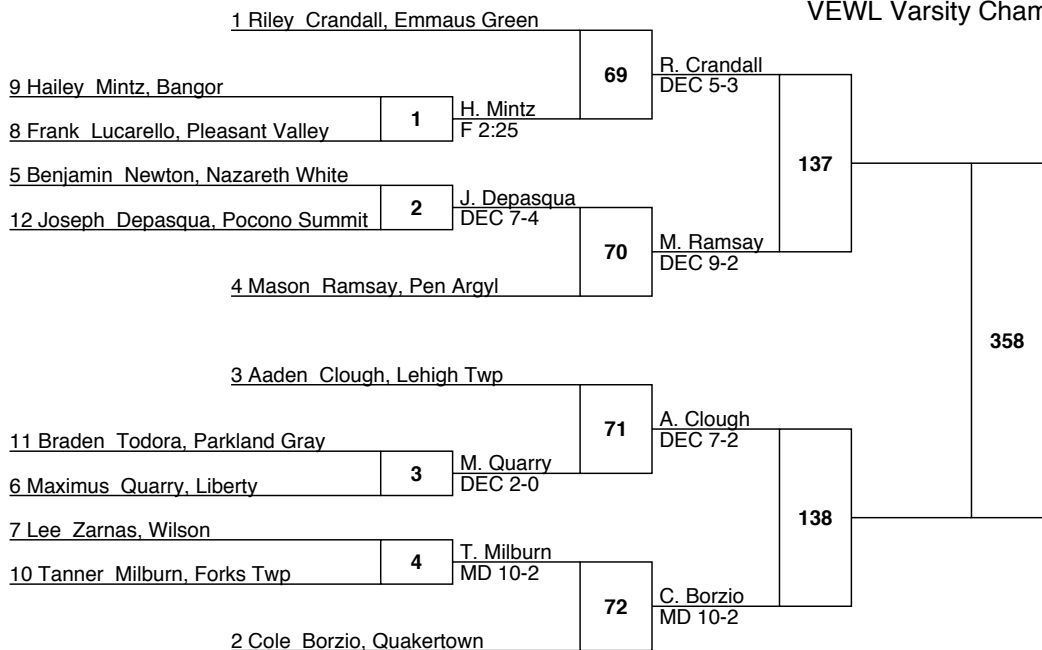 VEWL Varsity Cham
1 Riley Crandall, Emmaus Green
69
R. Crandall
DEC 5-3
9 Hailey Mintz, Bangor
1
H. Mintz
F 2:25
8 Frank Lucarello, Pleasant Valley
137
5 Benjamin Newton, Nazareth White
2
J. Depasqua
DEC 7-4
12 Joseph Depasqua, Pocono Summit
70
M. Ramsay
DEC 9-2
4 Mason Ramsay, Pen Argyl
358
3 Aaden Clough, Lehigh Twp
71
A. Clough
DEC 7-2
11 Braden Todora, Parkland Gray
3
M. Quarry
DEC 2-0
6 Maximus Quarry, Liberty
138
7 Lee Zarnas, Wilson
4
T. Milburn
MD 10-2
10 Tanner Milburn, Forks Twp
72
C. Borzio
MD 10-2
2 Cole Borzio, Quakertown